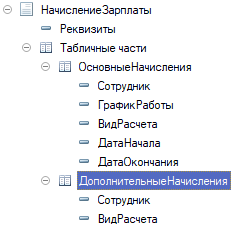 НачислениеЗарплаты
Реквизиты
Табличные части
ОсновныеНачисления
Сотрудник
ГрафикРаботы
ВидРасчета
ДатаНачала
ДатаОкончания
ДополнительныеНачисления
Сотрудник
ВидРасчета